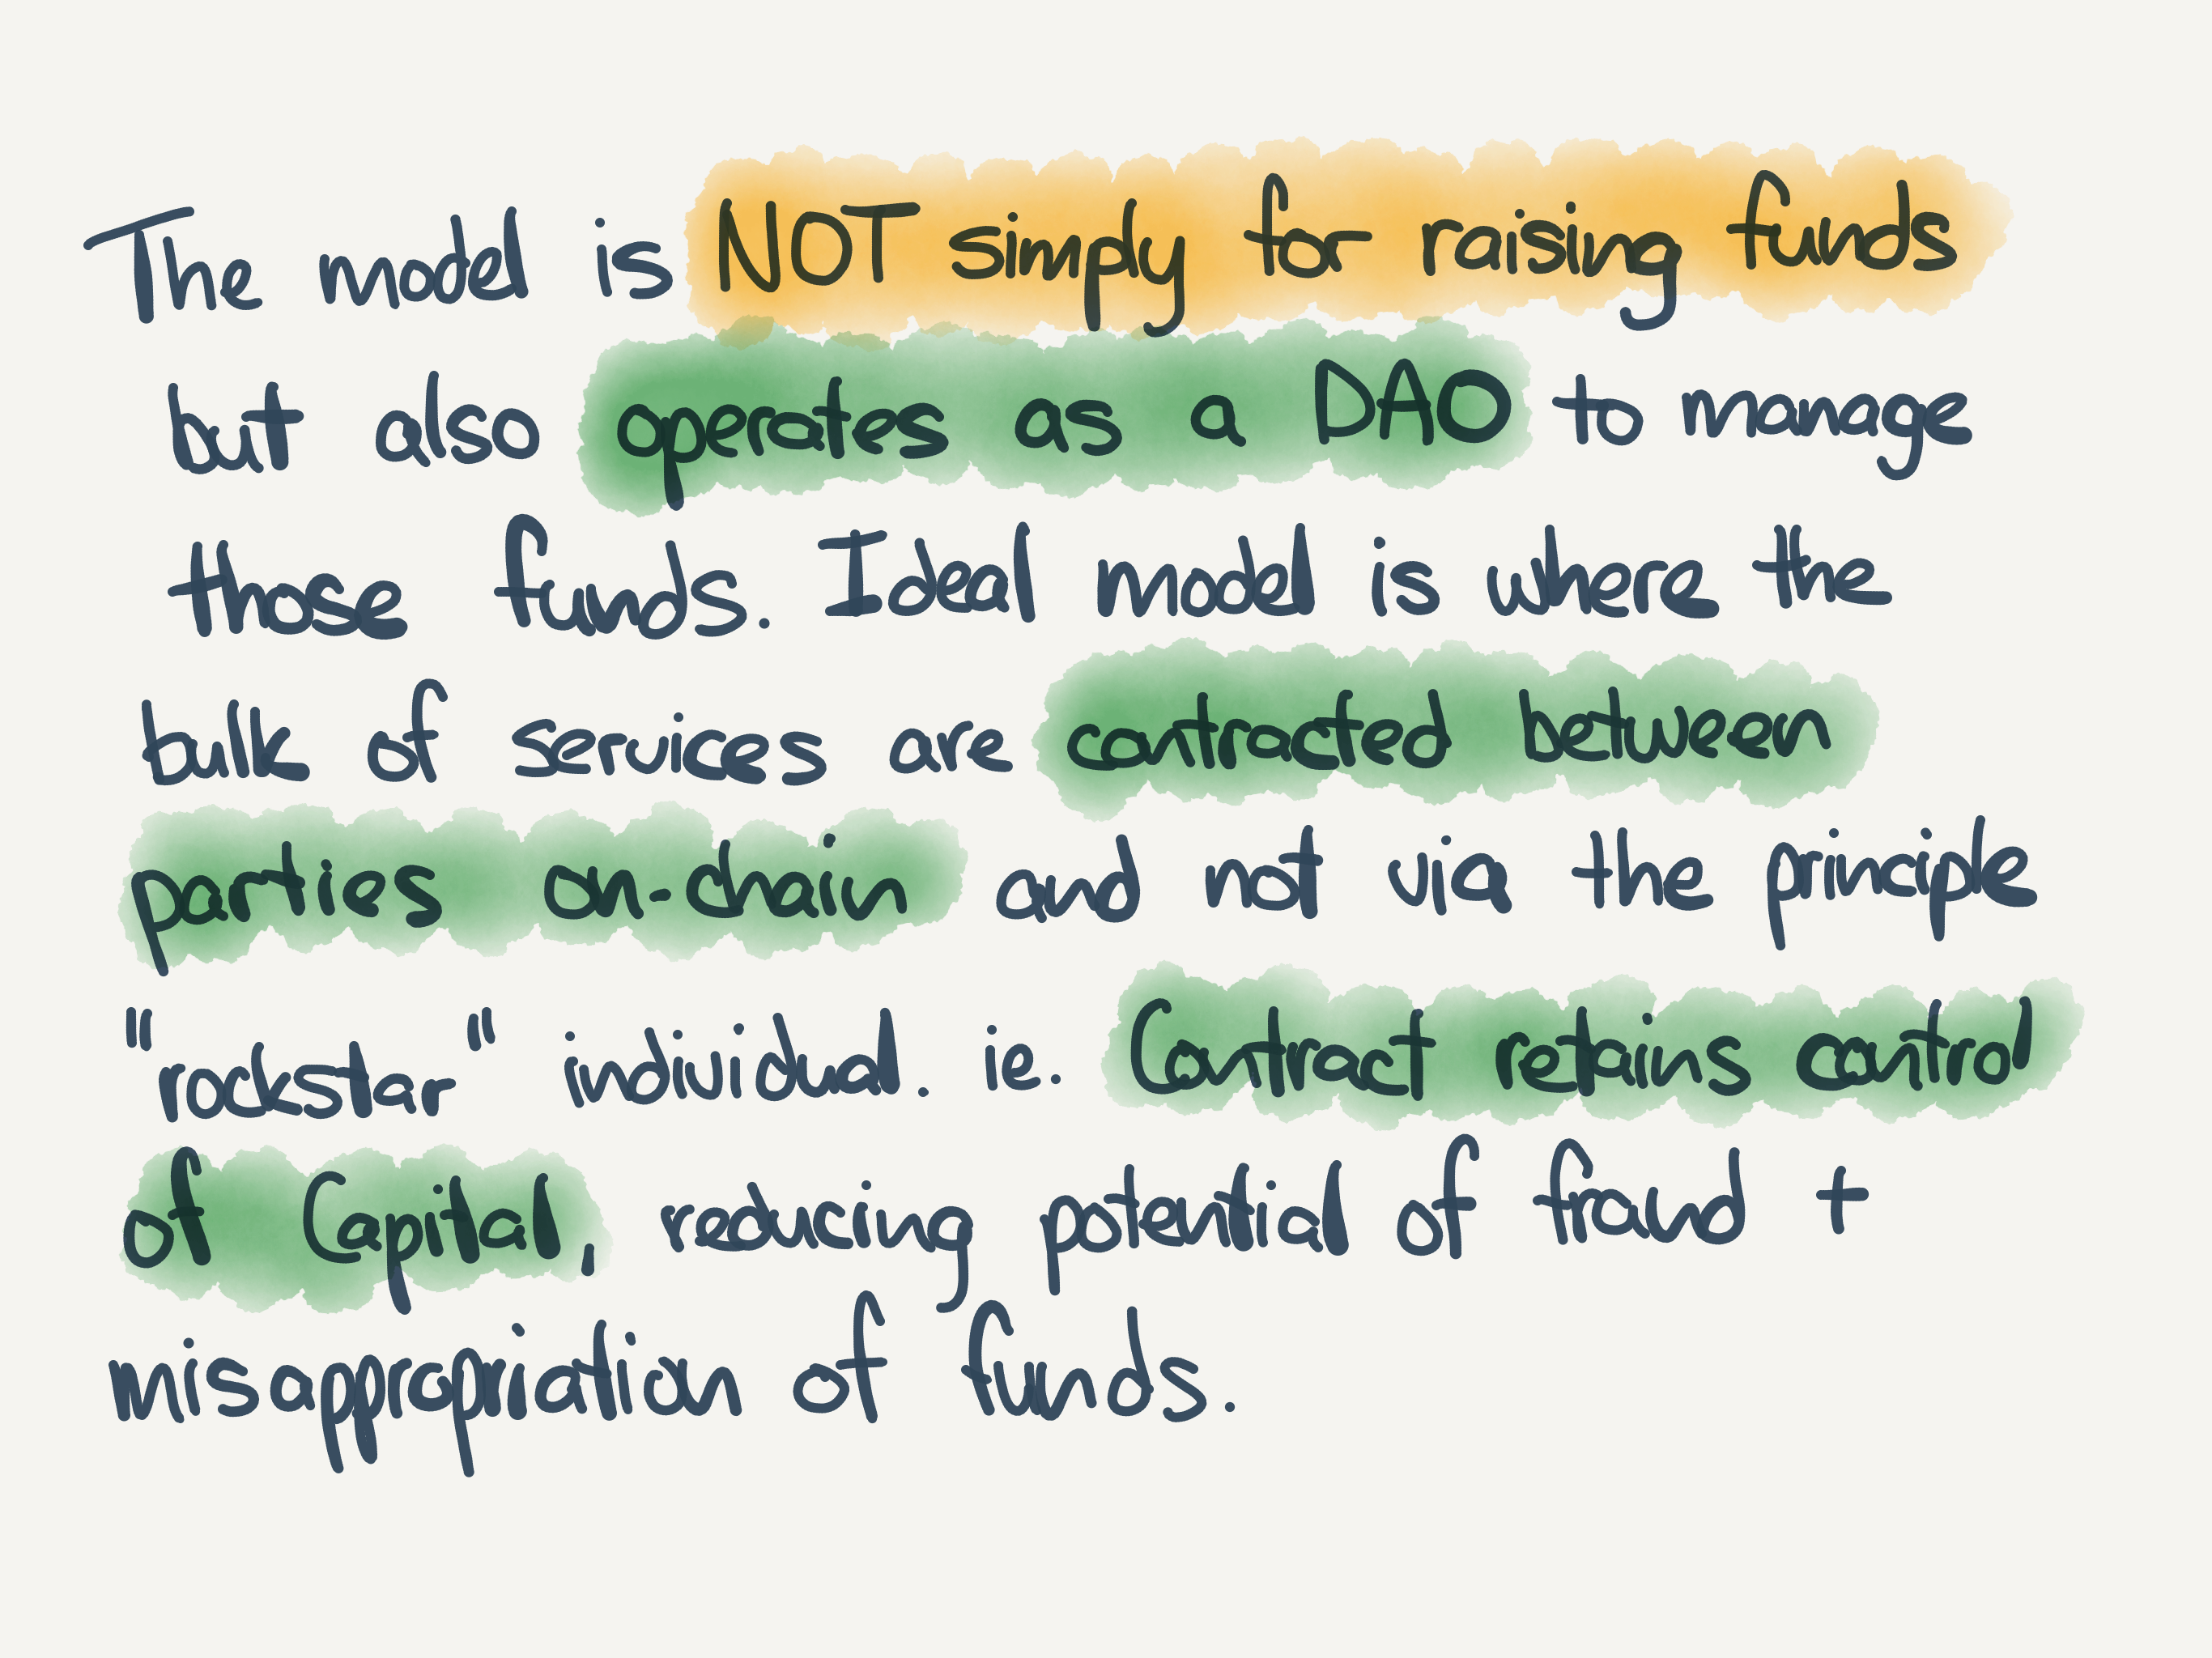 The model is NOT simply for raising funds
but also operates as a DAO to manage
those funds. Ideal model is where the
bulk of services are contracted between
parties on-chain and not via the principle
"rockstar" individual. ie. Contract retains control
of Capital, reducing potential of fraud +
misappropriation of funds.